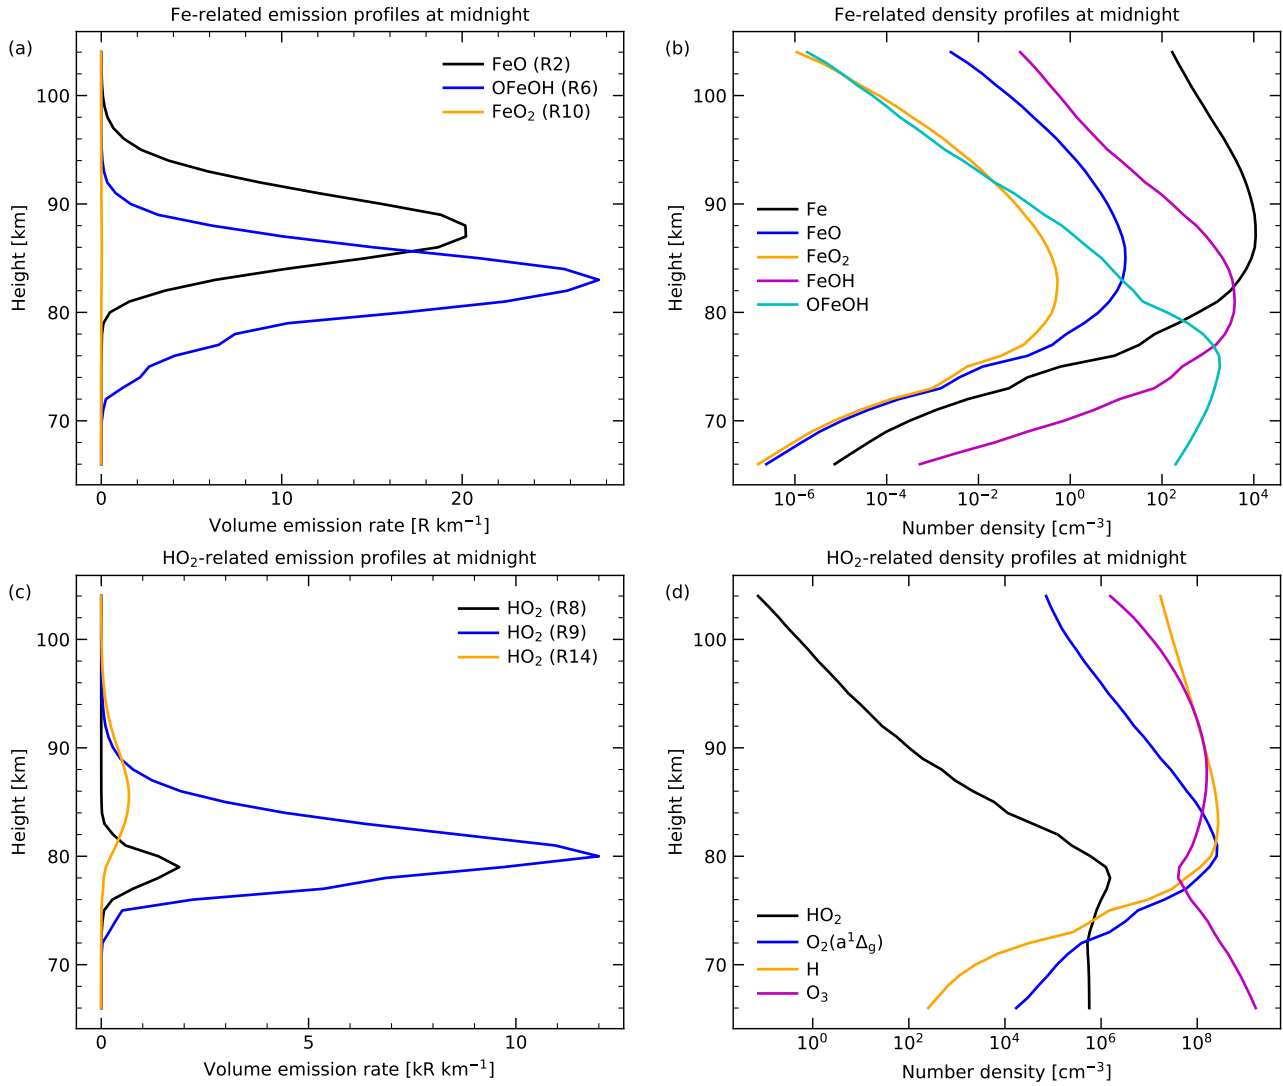 Fe-related emission profiles at midnight
(a)
FeO (R2)
OFeOH (R6)
FeO₂ (R10)
100
90
80
70
Height [km]
0
10
20
Volume emission rate [R km⁻¹]
Fe-related density profiles at midnight
(b)
Fe
FeO
FeO₂
FeOH
OFeOH
100
90
80
70
Height [km]
10⁻⁶
10⁻⁴
10⁻²
10⁰
10²
10⁴
Number density [cm⁻³]
HO₂-related emission profiles at midnight
(c)
HO₂ (R8)
HO₂ (R9)
HO₂ (R14)
100
90
80
70
Height [km]
0
5
10
Volume emission rate [kR km⁻¹]
HO₂-related density profiles at midnight
(d)
HO₂
O₂(a¹Δg)
H
O₃
100
90
80
70
Height [km]
10⁰
10²
10⁴
10⁶
10⁸
Number density [cm⁻³]